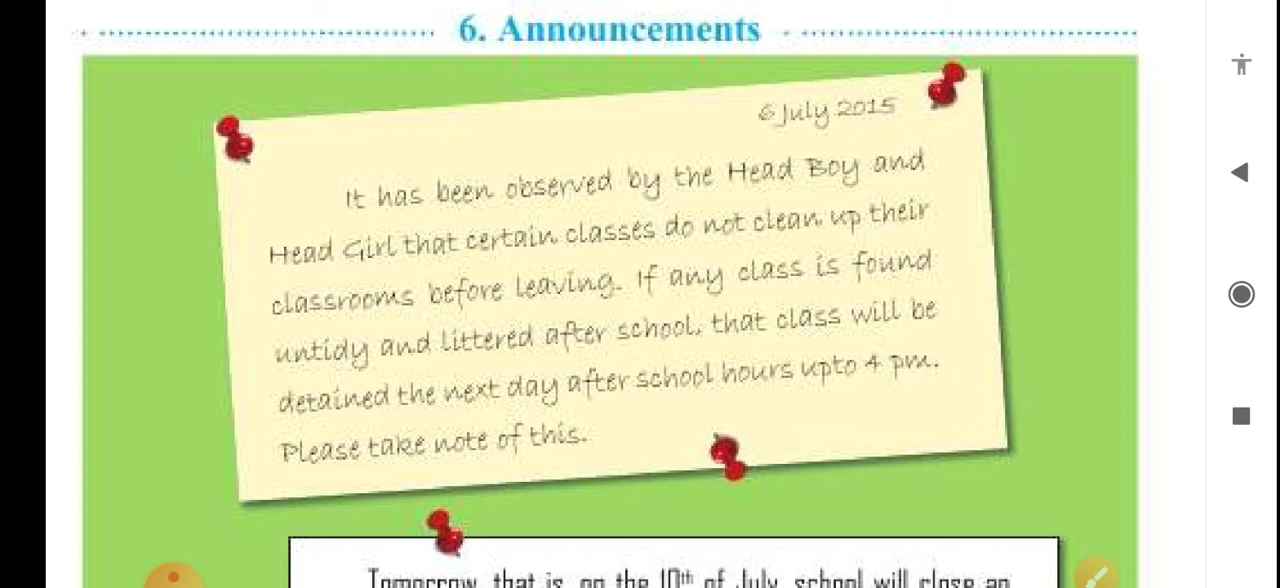 6. Announcements
6 July 2015
It has been observed by the Head Boy and
Head Girl that certain classes do not clean up their
classrooms before leaving. If any class is found
untidy and littered after school, that class will be
detained the next day after school hours upto 4 pm.
Please take note of this.
Tomorrow, that is, on the 10th of July, school will close an